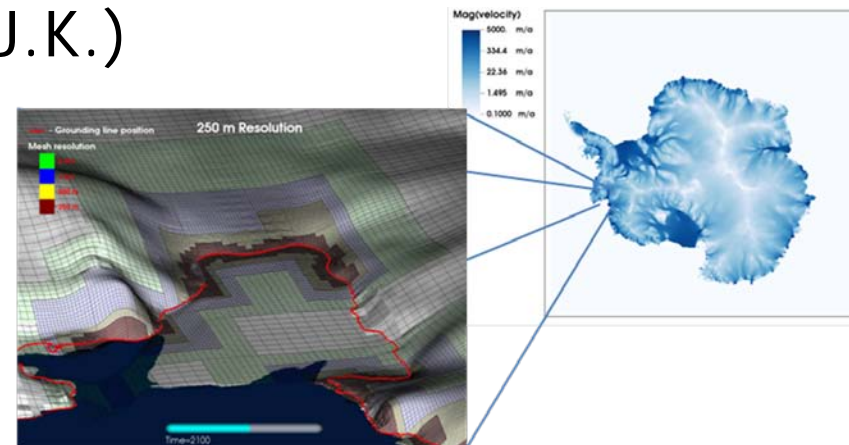 U.K.)
Mag(velocity)
5000. m/a
334.4 m/a
22.36 m/a
1.495 m/a
0.1000 m/a
- Grounding line position
250 m Resolution
Mesh resolution
Time=2100